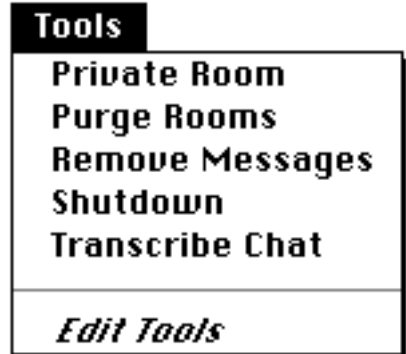 Tools
Private Room
Purge Rooms
Remove Messages
Shutdown
Transcribe Chat
Edit Tools